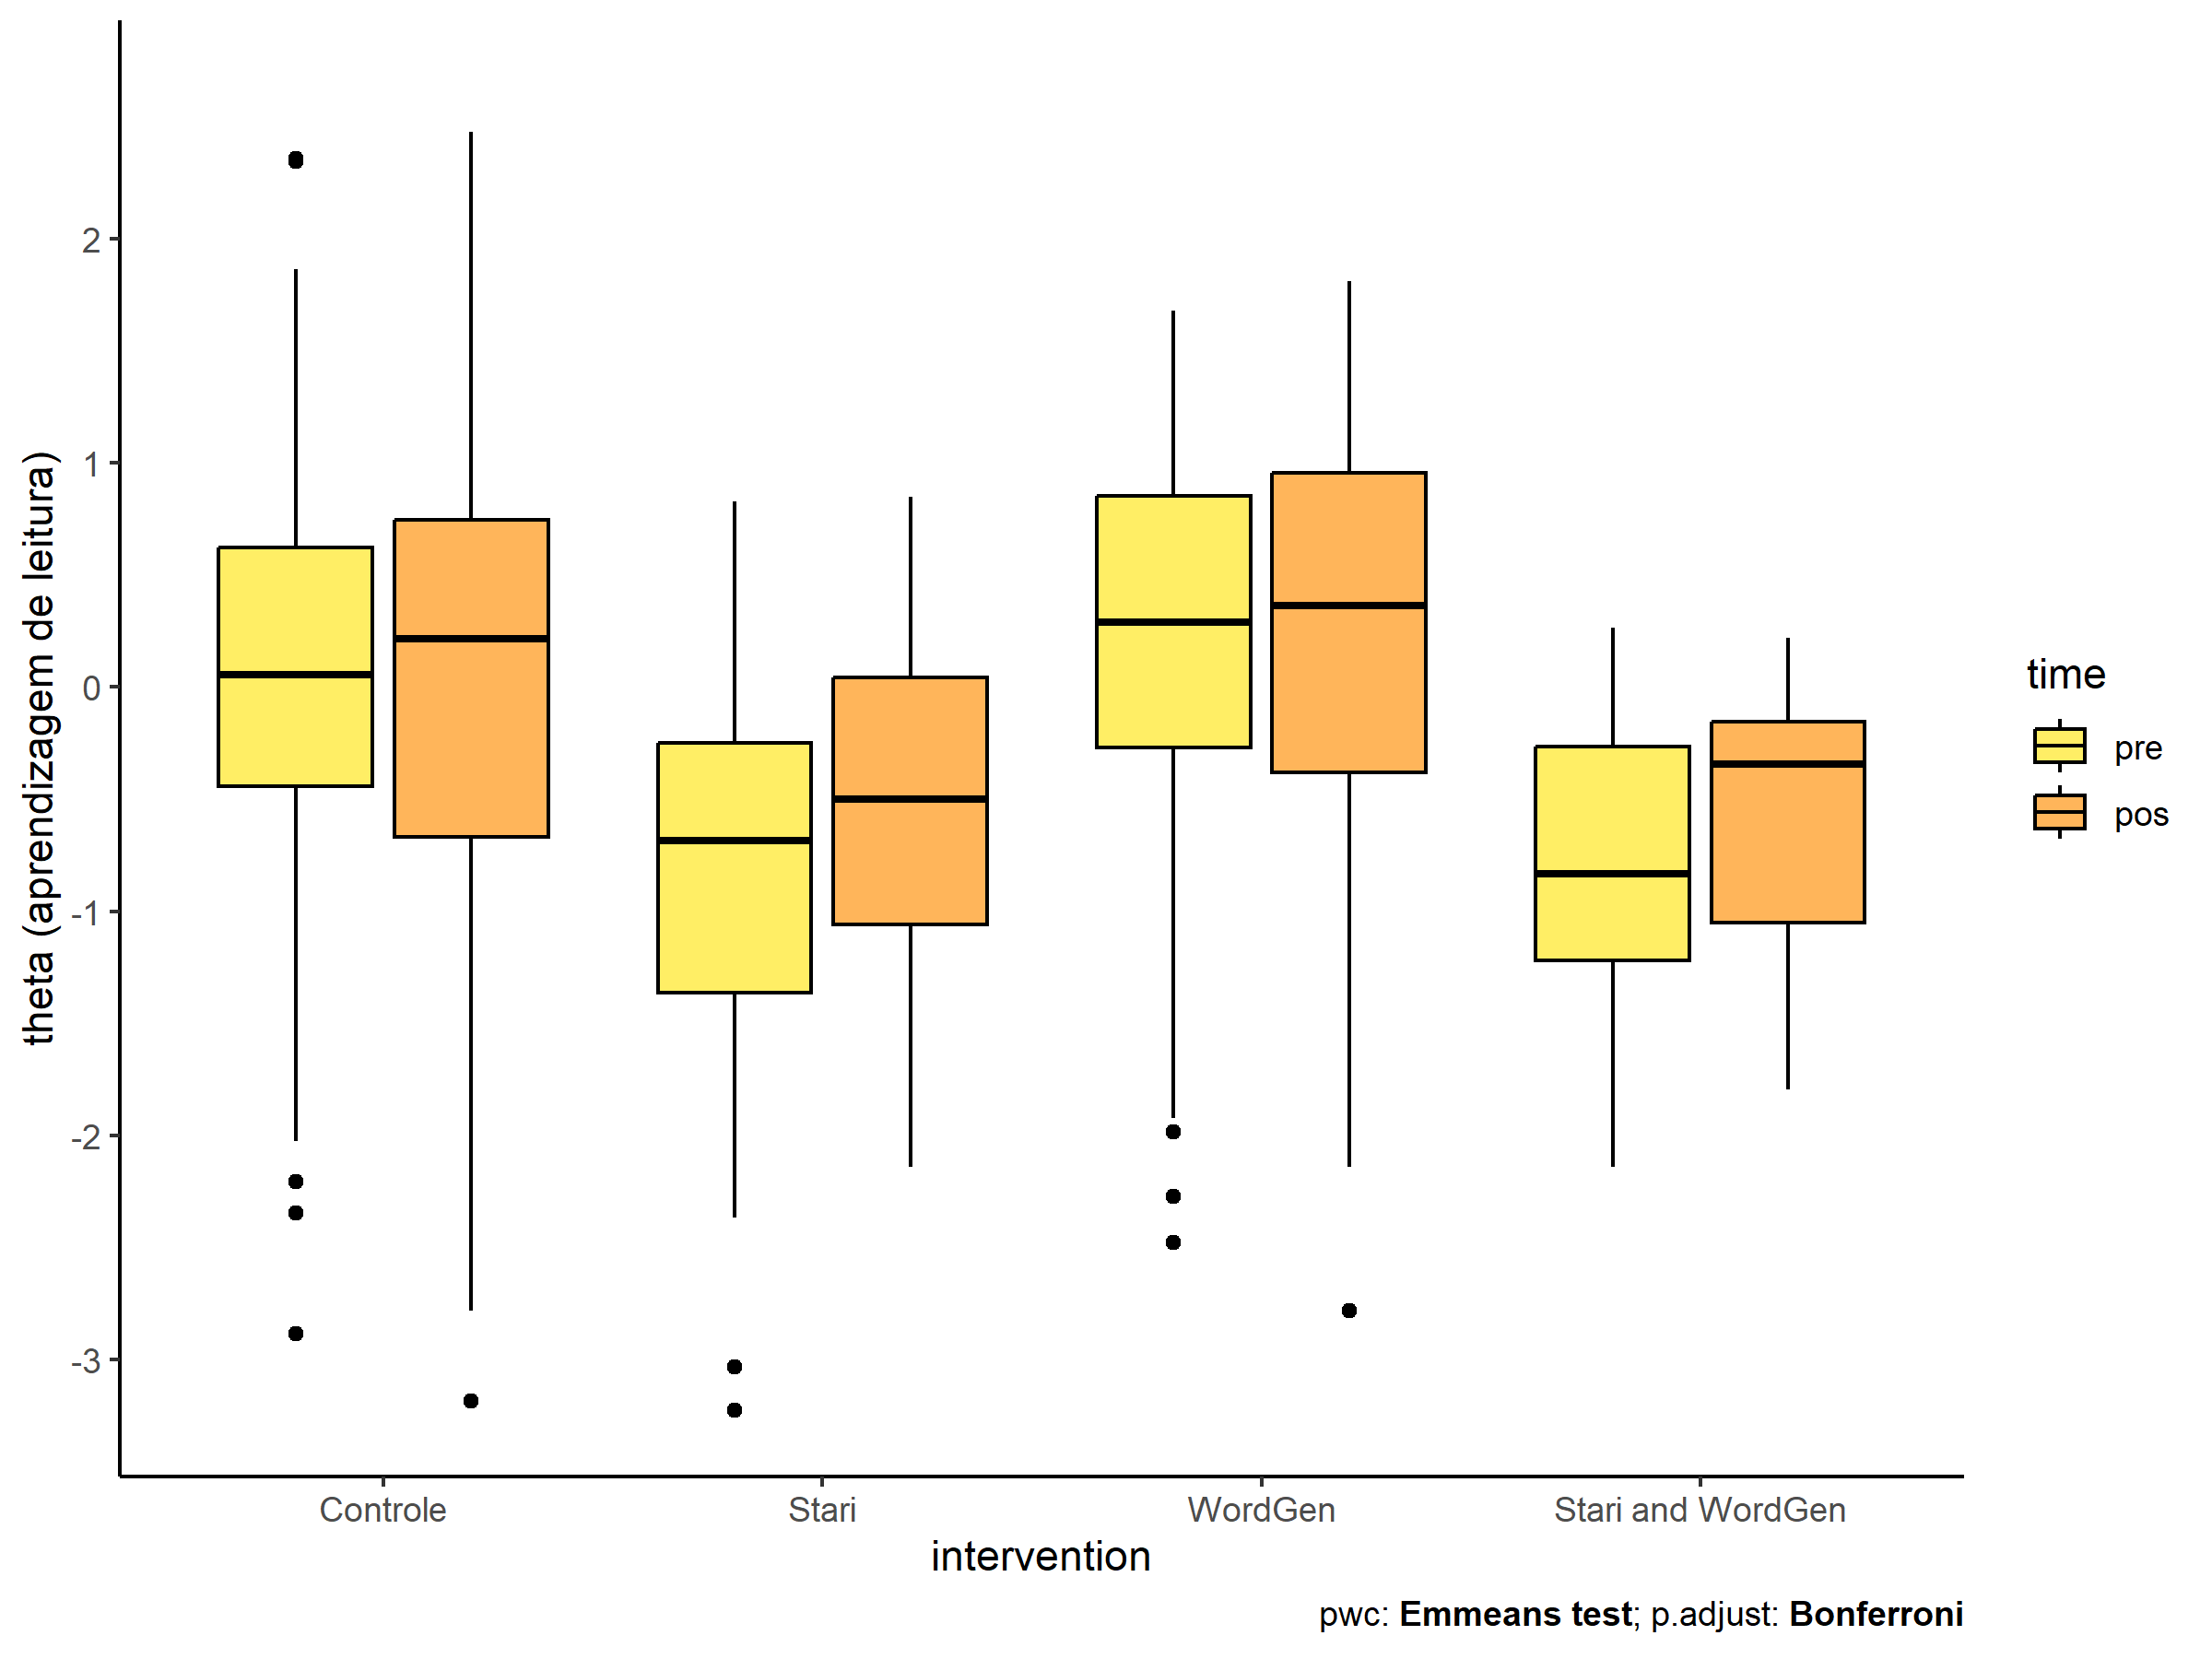 theta (aprendizagem de leitura)
2
1
0
-1
-2
-3
Controle
Stari
WordGen
Stari and WordGen
intervention
time
pre
pos
pwc: Emmeans test; p.adjust: Bonferroni